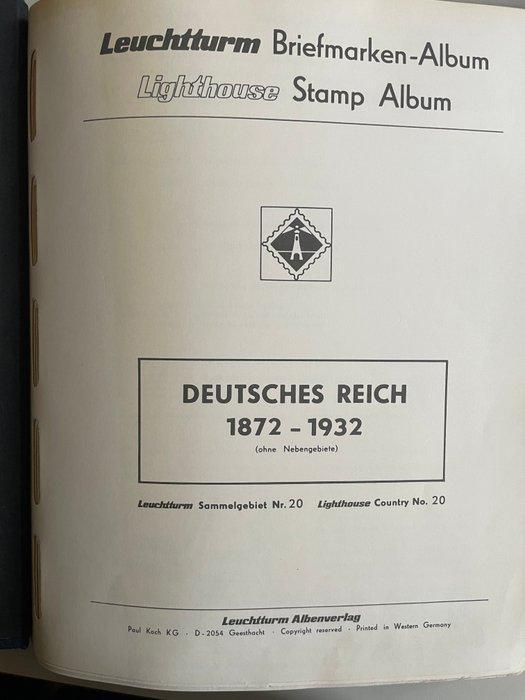 Leuchtturm Briefmarken-Album
Lighthouse Stamp Album
DEUTSCHES REICH
1872 - 1932
(ohne Nebengebiete)
Leuchtturm Sammelgebiet Nr. 20 Lighthouse Country No. 20
Leuchtturm Albenverlag
Paul Koch KG · D-2054 Geesthacht · Copyright reserved · Printed in Western Germany